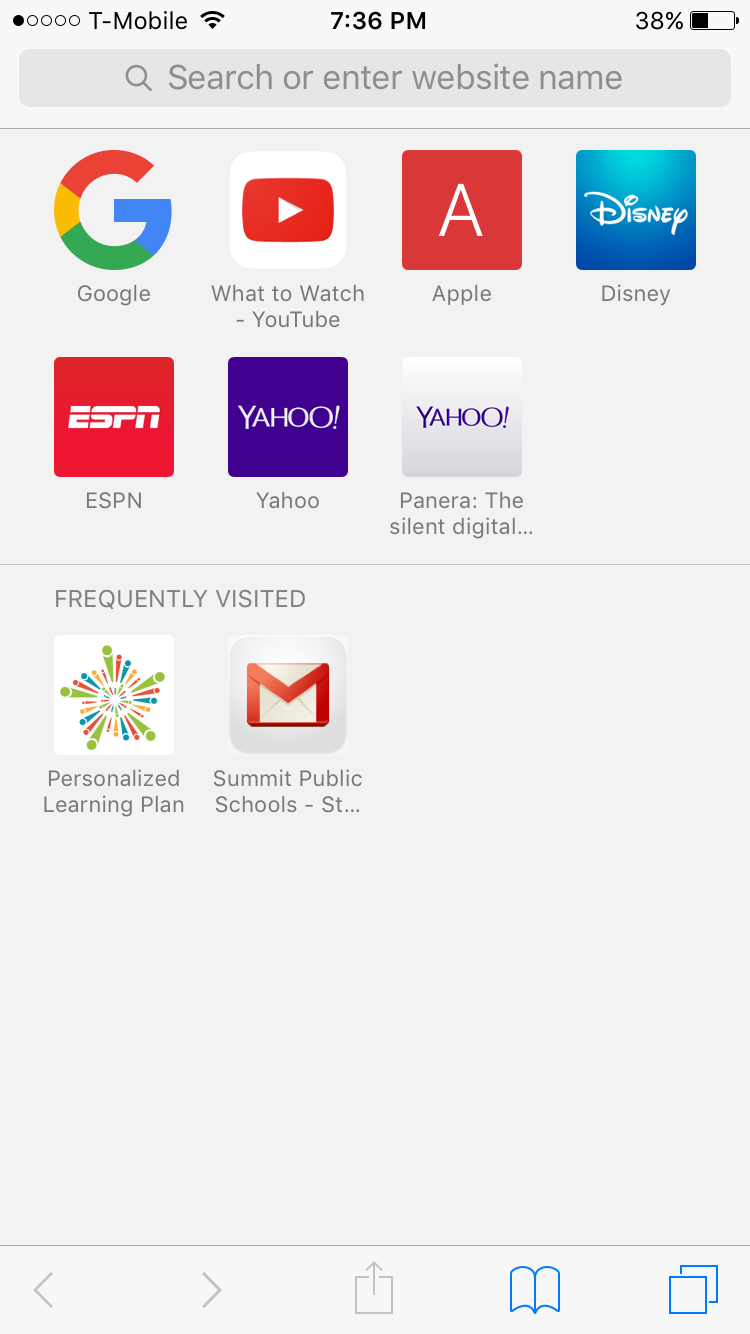 T-Mobile 7:36 PM 38%
Search or enter website name
A DISNEY
Google What to Watch Apple Disney
- YouTube
ESPN YAHOO! YAHOO!
ESPN Yahoo Panera: The
silent digital...
FREQUENTLY VISITED
Personalized Summit Public
Learning Plan Schools - St...